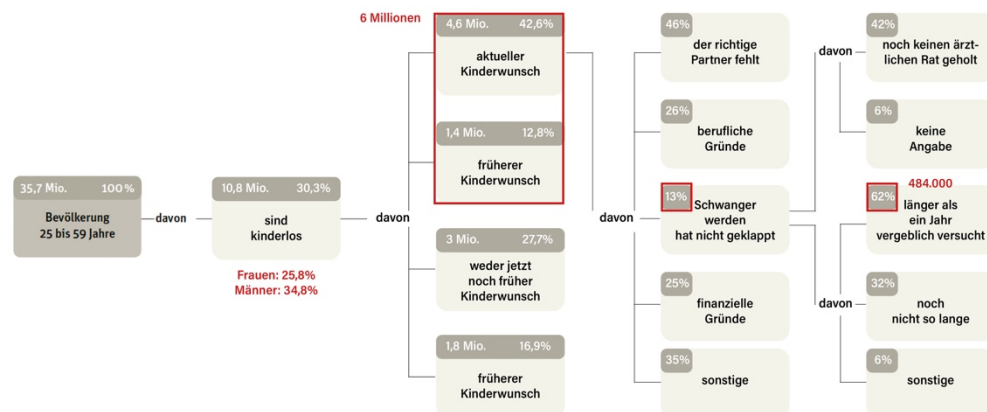 6 Millionen
35,7 Mio. 100 %
Bevölkerung
25 bis 59 Jahre
davon
10,8 Mio. 30,3%
sind
kinderlos
Frauen: 25,8%
Männer: 34,8%
davon
4,6 Mio. 42,6%
aktueller
Kinderwunsch
1,4 Mio. 12,8%
früherer
Kinderwunsch
3 Mio. 27,7%
weder jetzt
noch früher
Kinderwunsch
1,8 Mio. 16,9%
früherer
Kinderwunsch
davon
46%
der richtige
Partner fehlt
26%
berufliche
Gründe
13%
Schwanger
werden
hat nicht geklappt
25%
finanzielle
Gründe
35%
sonstige
davon
42%
noch keinen ärzt-
lichen Rat geholt
6%
keine
Angabe
davon
62%
484.000
länger als
ein Jahr
vergeblich versucht
32%
noch
nicht so lange
6%
sonstige